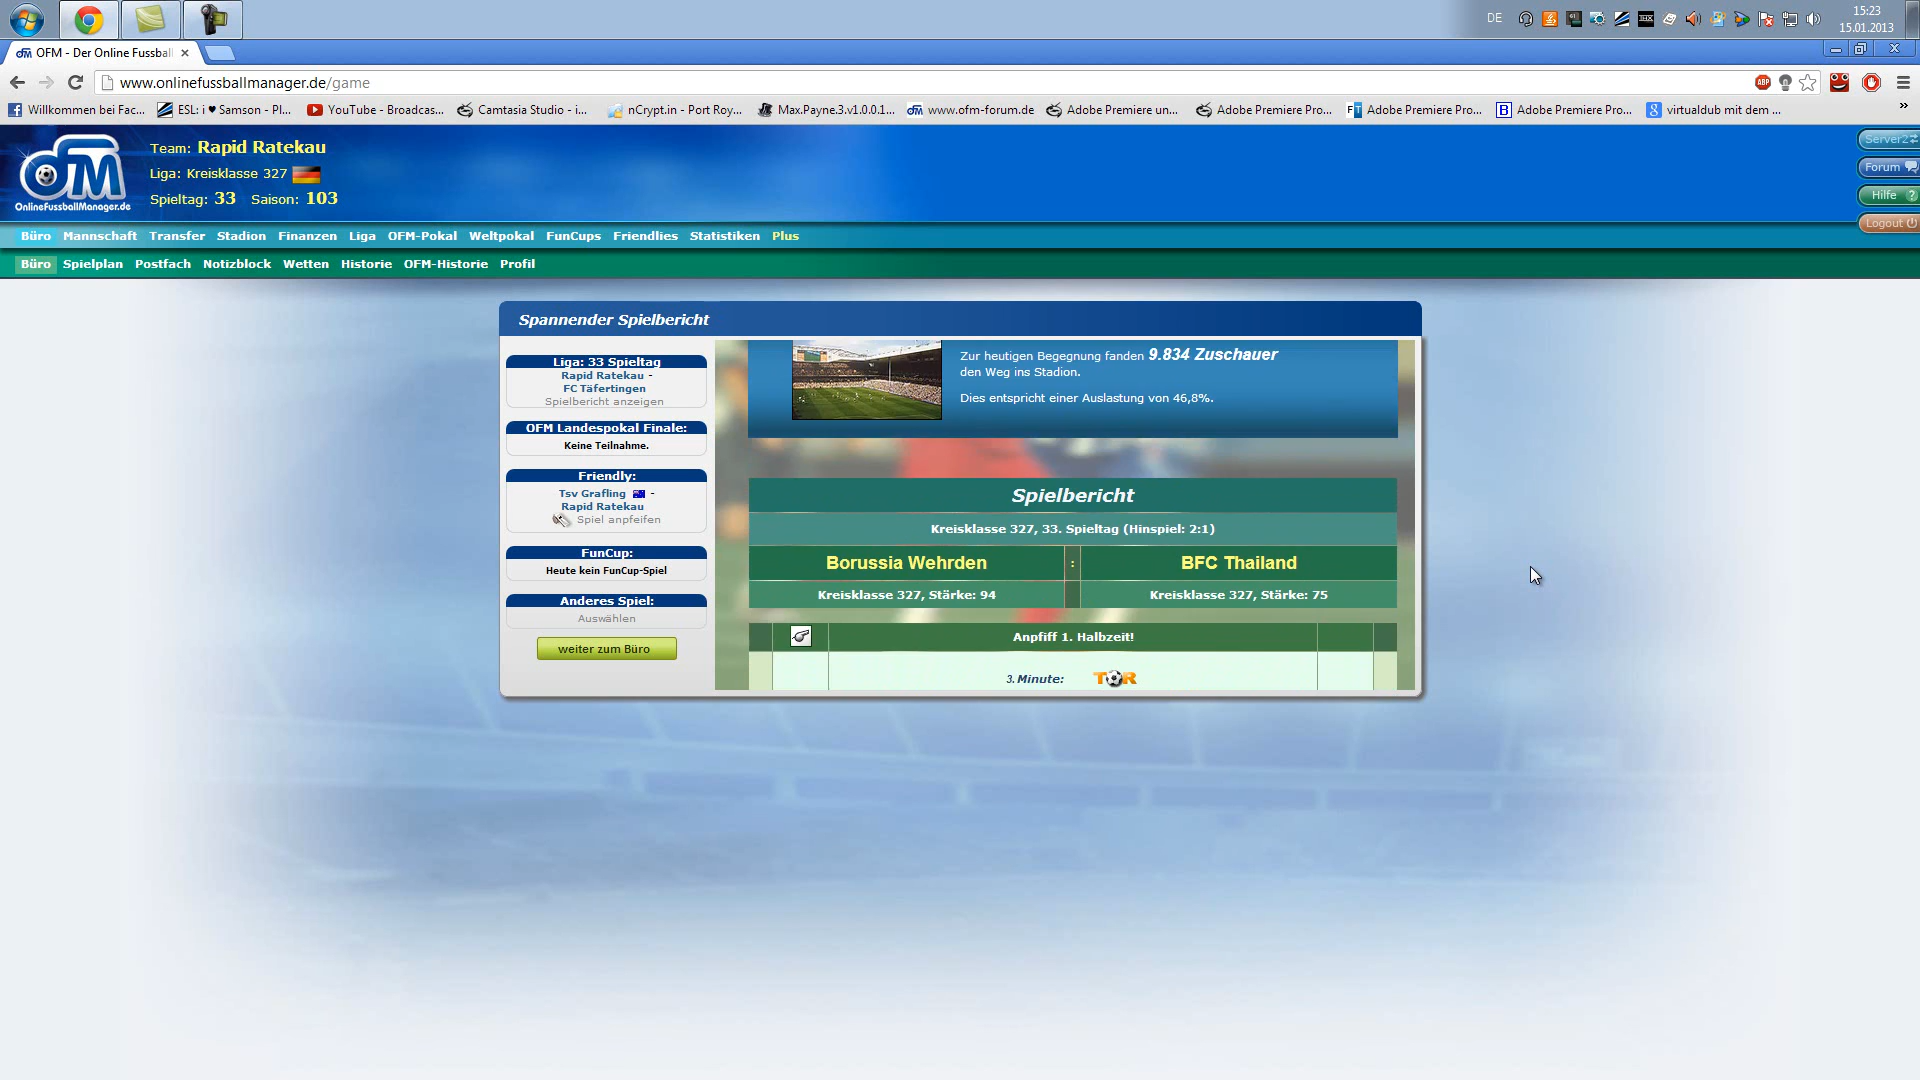 DE
15:23
15.01.2013
OFM - Der Online Fussbal
www.onlinefussballmanager.de/game
ABP
Willkommen bei Fac...
ESL: i ♥ Samson - Pl...
YouTube - Broadcas...
Camtasia Studio - i...
nCrypt.in - Port Roy...
Max.Payne.3.v1.0.0.1...
www.ofm-forum.de
Adobe Premiere un...
Adobe Premiere Pro...
Adobe Premiere Pro...
Adobe Premiere Pro...
virtualdub mit dem ...
»
OFM
OnlineFussballManager.de
Team: Rapid Ratekau
Liga: Kreisklasse 327
Spieltag: 33 Saison: 103
Server2
Forum
Hilfe ?
Logout
Büro Mannschaft Transfer Stadion Finanzen Liga OFM-Pokal Weltpokal FunCups Friendlies Statistiken Plus
Büro Spielplan Postfach Notizblock Wetten Historie OFM-Historie Profil
Spannender Spielbericht
Liga: 33 Spieltag
Rapid Ratekau -
FC Täfertingen
Spielbericht anzeigen
OFM Landespokal Finale:
Keine Teilnahme.
Friendly:
Tsv Grafling -
Rapid Ratekau
Spiel anpfeifen
FunCup:
Heute kein FunCup-Spiel
Anderes Spiel:
Auswählen
weiter zum Büro
Zur heutigen Begegnung fanden 9.834 Zuschauer
den Weg ins Stadion.
Dies entspricht einer Auslastung von 46,8%.
Spielbericht
Kreisklasse 327, 33. Spieltag (Hinspiel: 2:1)
Borussia Wehrden : BFC Thailand
Kreisklasse 327, Stärke: 94 Kreisklasse 327, Stärke: 75
Anpfiff 1. Halbzeit!
3. Minute: TOR